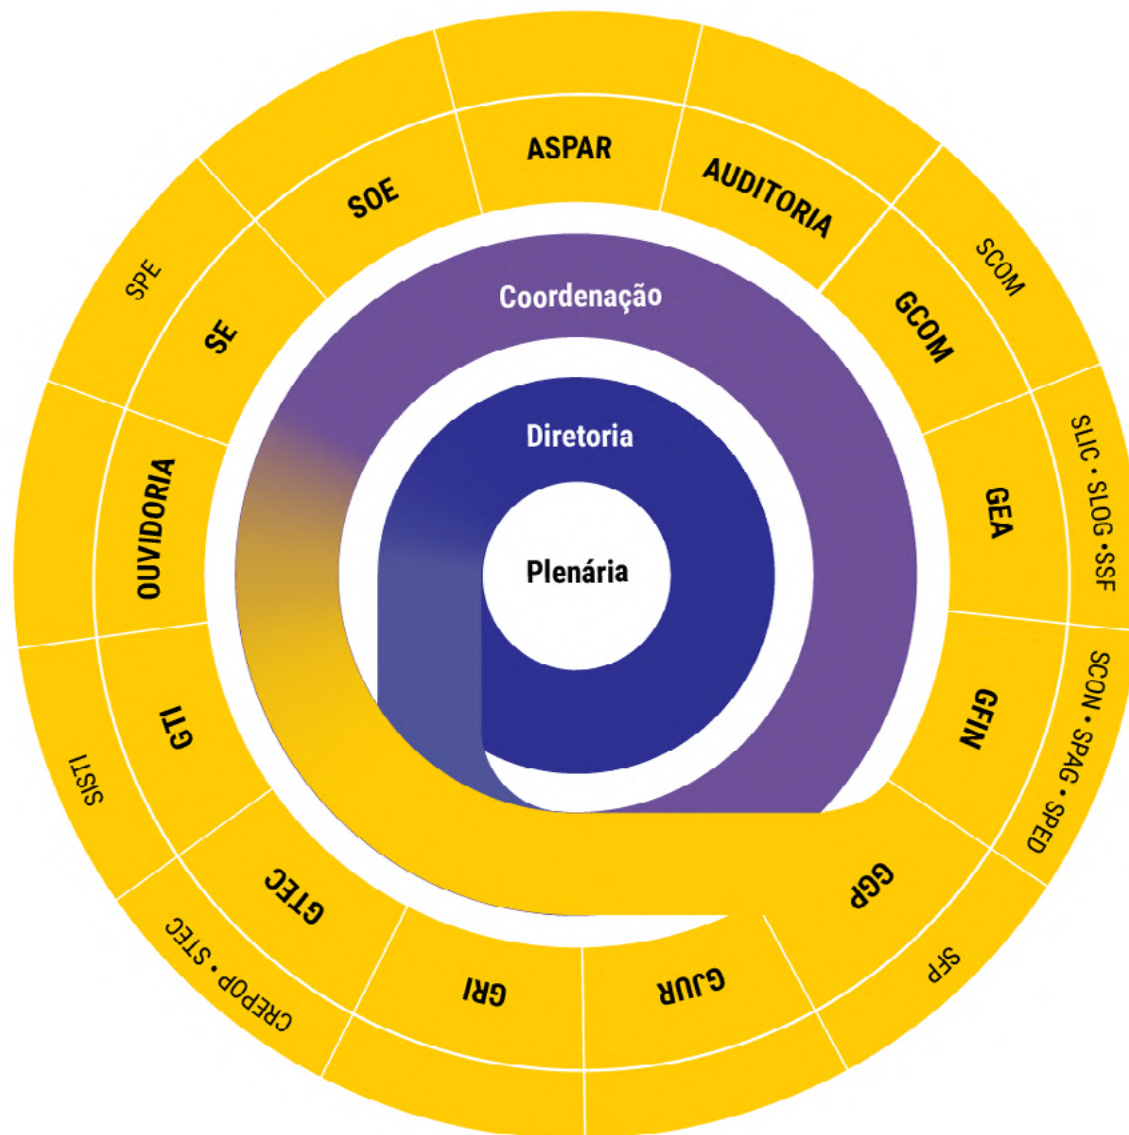 ASPAR
AUDITORIA
SCOM
GCOM
SLIC • SLOG • SSF
GEA
SCON • SPAG • SPED
GFIN
GGP
SFP
GJUR
GRI
GTEC
CREPOP • STEC
GTI
SISTI
OUVIDORIA
SE
SPE
SOE
Coordenação
Diretoria
Plenária